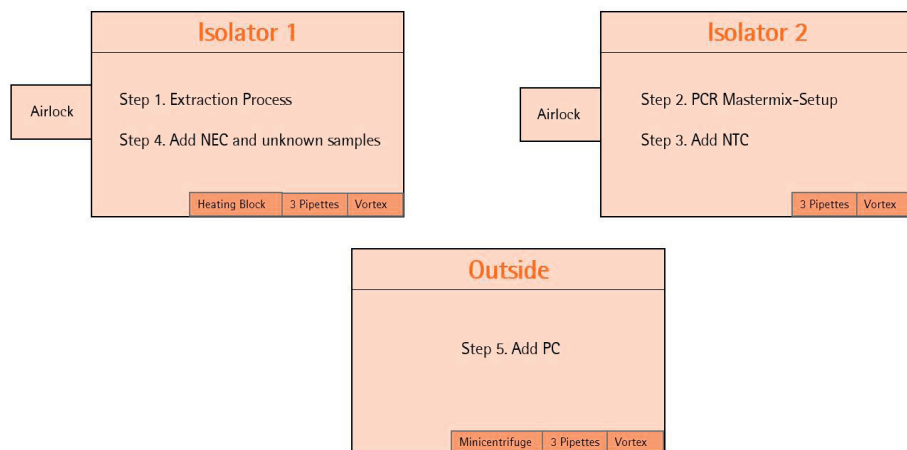 Isolator 1
Airlock
Step 1. Extraction Process
Step 4. Add NEC and unknown samples
Heating Block
3 Pipettes
Vortex
Isolator 2
Airlock
Step 2. PCR Mastermix-Setup
Step 3. Add NTC
3 Pipettes
Vortex
Outside
Step 5. Add PC
Minicentrifuge
3 Pipettes
Vortex